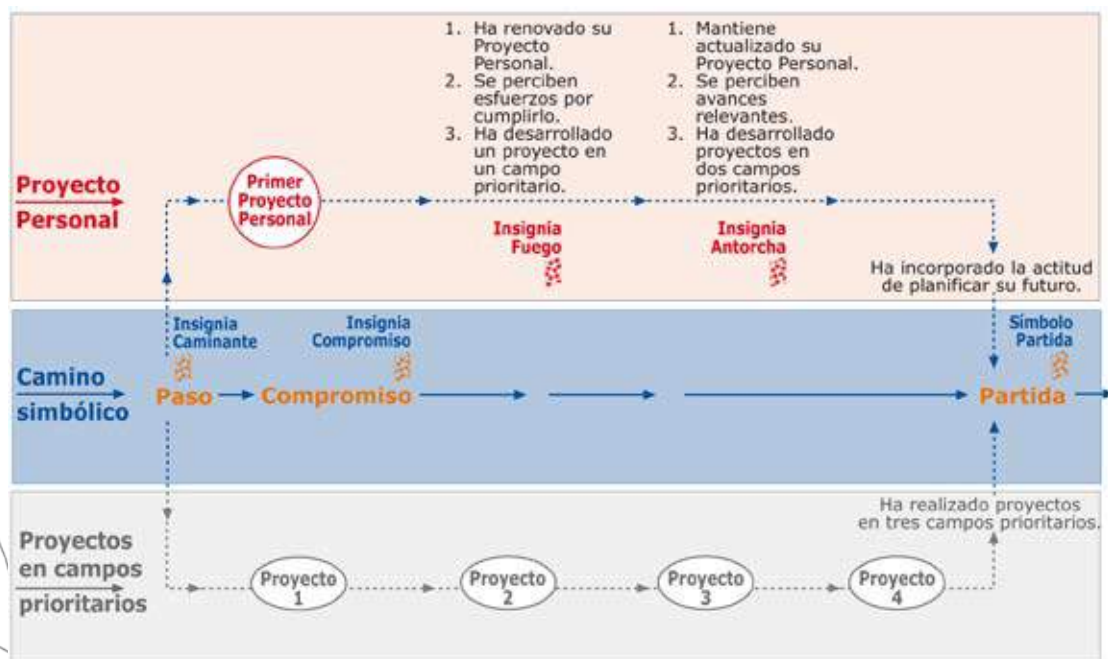 1. Ha renovado su
Proyecto
Personal.
2. Se perciben
esfuerzos por
cumplirlo.
3. Ha desarrollado
un proyecto en
un campo
prioritario.
1. Mantiene
actualizado su
Proyecto Personal.
2. Se perciben
avances
relevantes.
3. Ha desarrollado
proyectos en
dos campos
prioritarios.
Proyecto
Personal
Primer
Proyecto
Personal
Insignia
Fuego
Insignia
Antorcha
Ha incorporado la actitud
de planificar su futuro.
Camino
simbólico
Insignia
Caminante
Insignia
Compromiso
Símbolo
Partida
Paso
Compromiso
Partida
Ha realizado proyectos
en tres campos prioritarios.
Proyectos
en campos
prioritarios
Proyecto
1
Proyecto
2
Proyecto
3
Proyecto
4